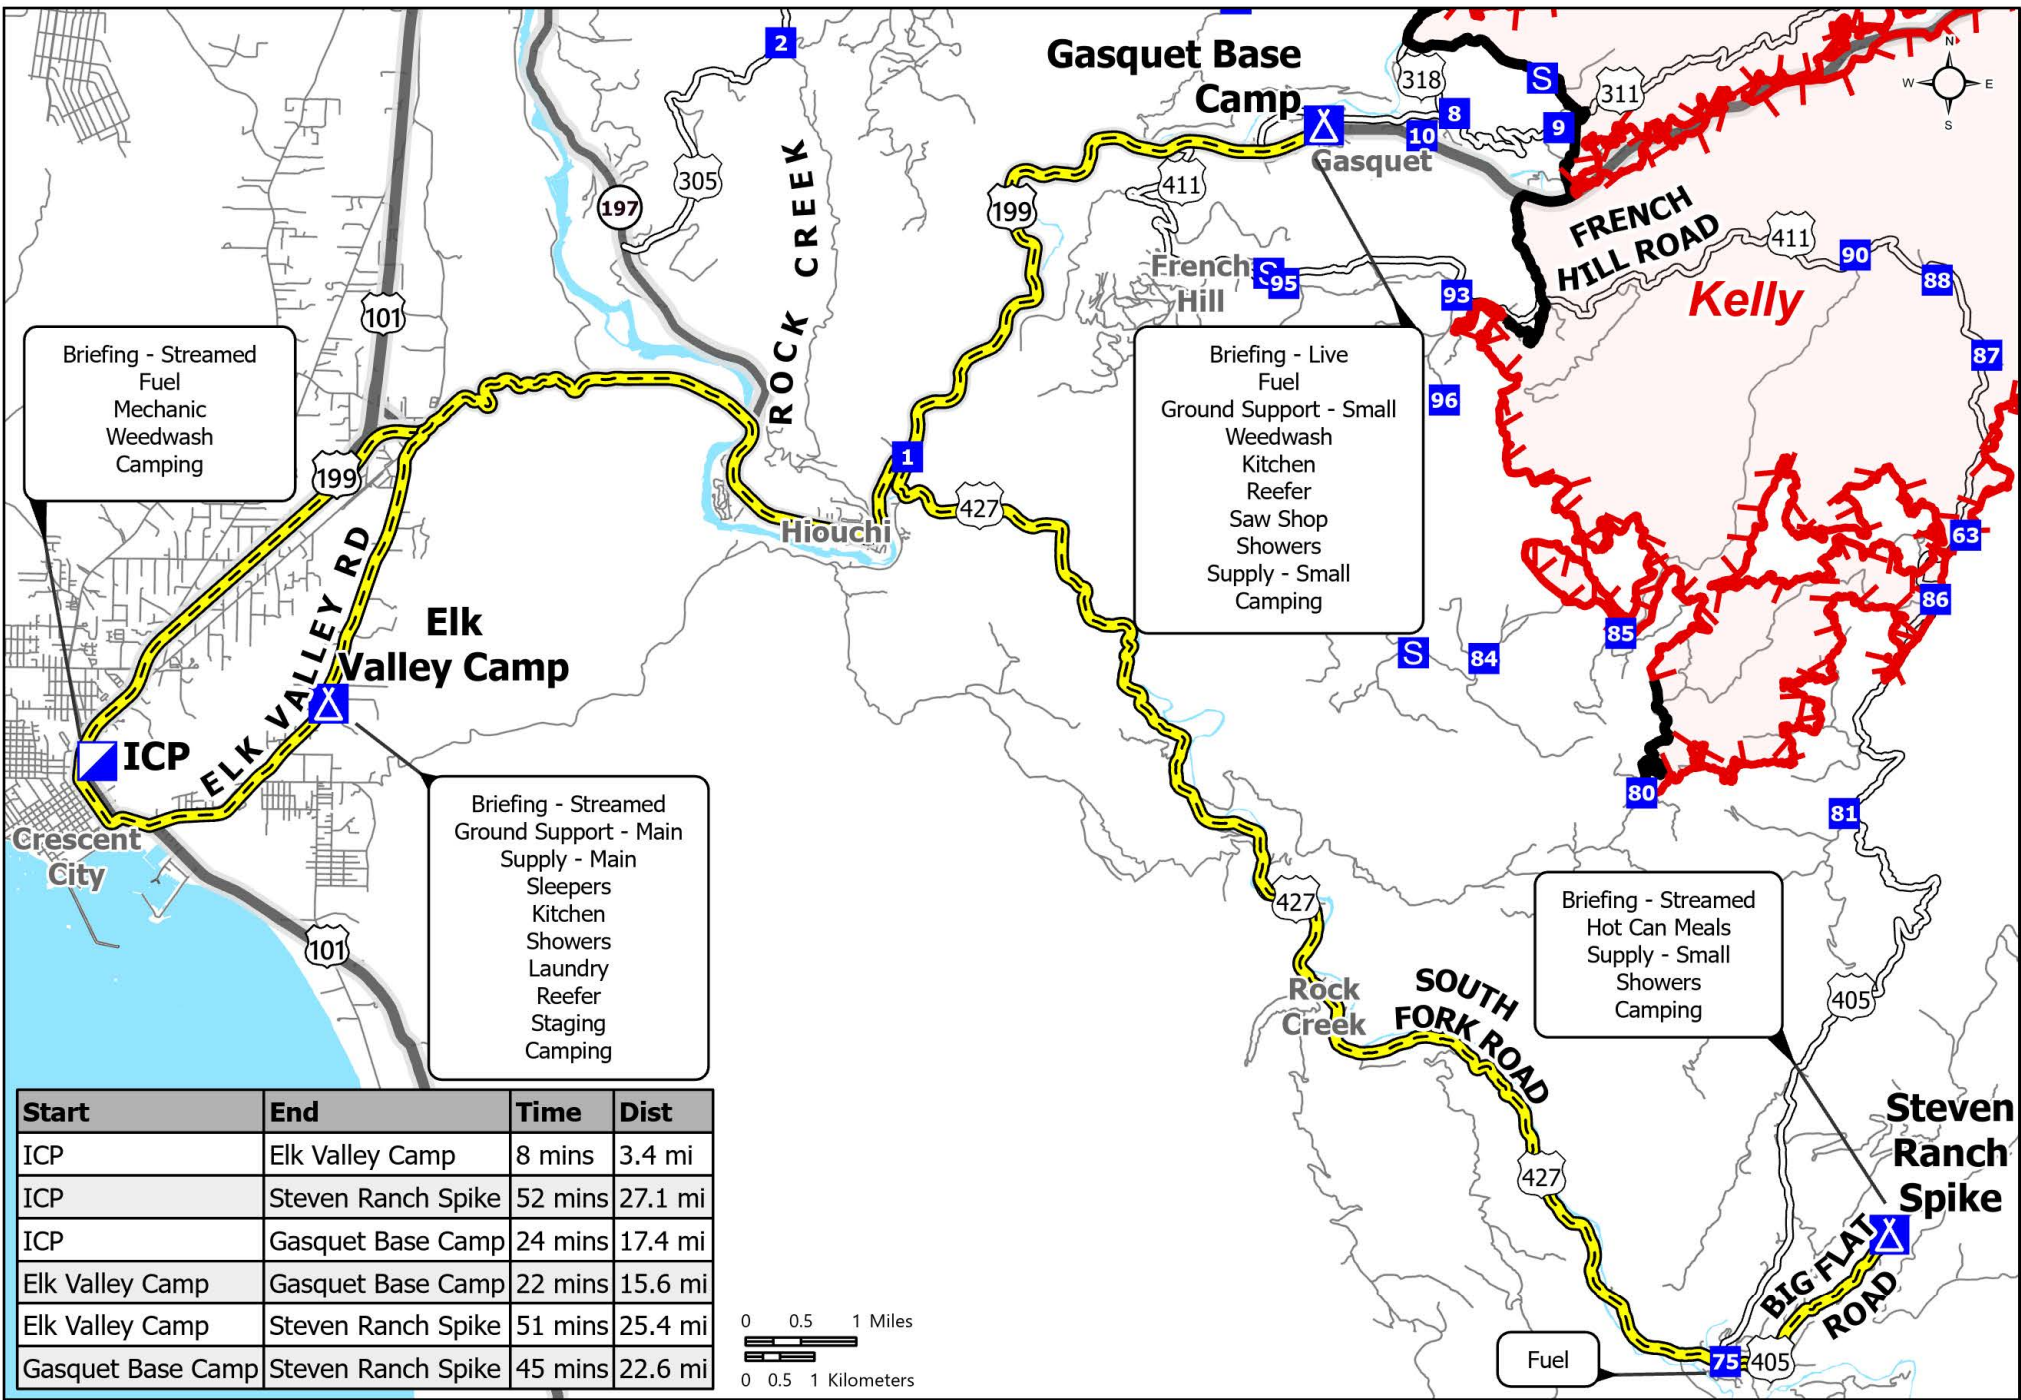 2
Gasquet Base
Camp
318
S
311
N
W
E
S
8
9
10
Gasquet
ROCK CREEK
305
197
411
199
FRENCH
HILL ROAD
411
90
88
Kelly
French
Hill
S
95
93
87
101
Briefing - Streamed
Fuel
Mechanic
Weedwash
Camping
Briefing - Live
Fuel
Ground Support - Small
Weedwash
Kitchen
Reefer
Saw Shop
Showers
Supply - Small
Camping
96
199
1
427
Hiouchi
63
86
85
S
84
ELK VALLEY RD
Elk
Valley Camp
ICP
Crescent
City
80
81
Briefing - Streamed
Ground Support - Main
Supply - Main
Sleepers
Kitchen
Showers
Laundry
Reefer
Staging
Camping
101
427
Rock
Creek
SOUTH
FORK ROAD
Briefing - Streamed
Hot Can Meals
Supply - Small
Showers
Camping
405
Steven
Ranch
Spike
427
BIG FLAT
ROAD
Fuel
75
405
Start End Time Dist
ICP Elk Valley Camp 8 mins 3.4 mi
ICP Steven Ranch Spike 52 mins 27.1 mi
ICP Gasquet Base Camp 24 mins 17.4 mi
Elk Valley Camp Gasquet Base Camp 22 mins 15.6 mi
Elk Valley Camp Steven Ranch Spike 51 mins 25.4 mi
Gasquet Base Camp Steven Ranch Spike 45 mins 22.6 mi
0 0.5 1 Miles
0 0.5 1 Kilometers